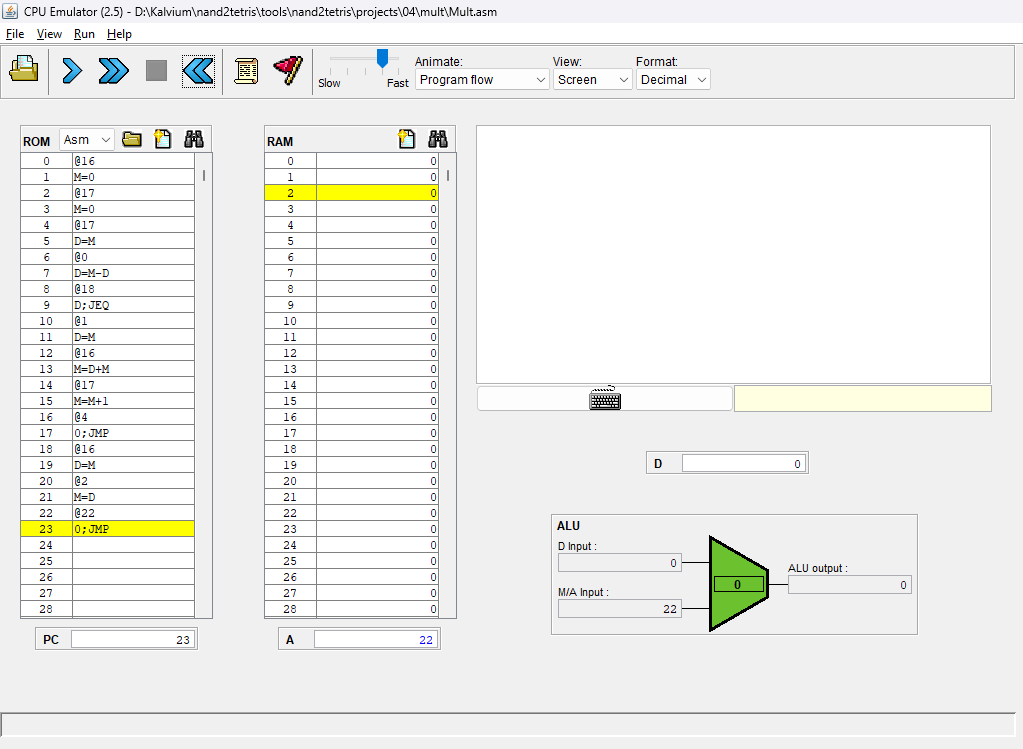 CPU Emulator (2.5) - D:\Kalvium\nand2tetris\tools\nand2tetris\projects\04\mult\Mult.asm
File View Run Help
Slow Fast
Animate: View: Format:
Program flow Screen Decimal
ROM Asm
0 @16
1 M=0
2 @17
3 M=0
4 @17
5 D=M
6 @0
7 D=M-D
8 @18
9 D;JEQ
10 @1
11 D=M
12 @16
13 M=D+M
14 @17
15 M=M+1
16 @4
17 0;JMP
18 @16
19 D=M
20 @2
21 M=D
22 @22
23 0;JMP
24
25
26
27
28
PC 23
RAM
0 0
1 0
2 0
3 0
4 0
5 0
6 0
7 0
8 0
9 0
10 0
11 0
12 0
13 0
14 0
15 0
16 0
17 0
18 0
19 0
20 0
21 0
22 0
23 0
24 0
25 0
26 0
27 0
28 0
A 22
D 0
ALU
D Input :
0
M/A Input :
22
0
ALU output :
0